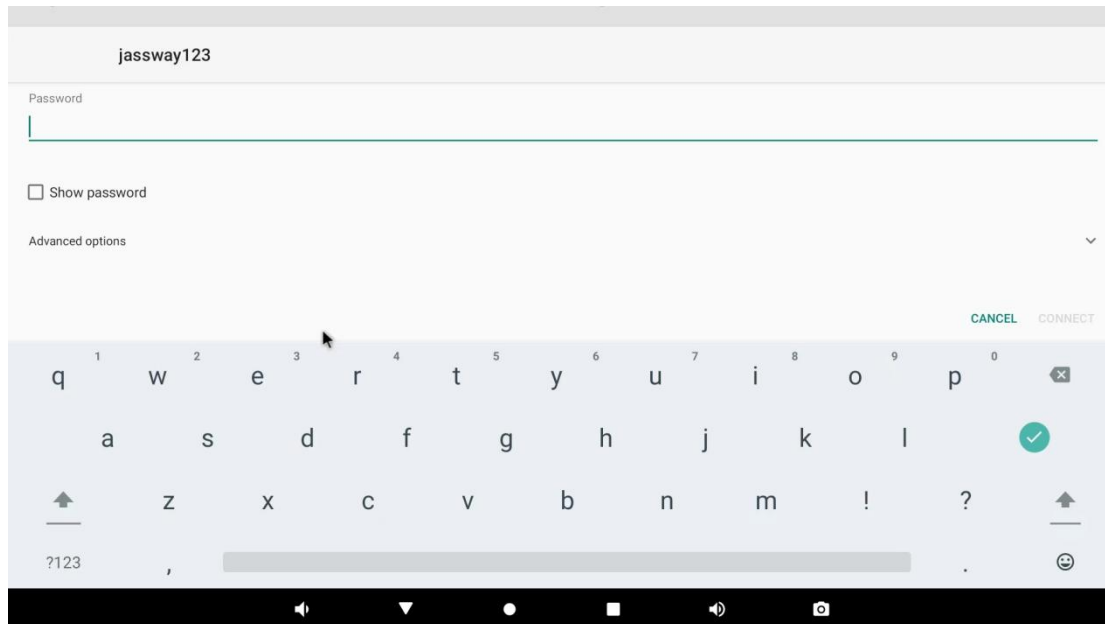 jassway123
Password
Show password
Advanced options
CANCEL CONNECT
1 2 3 4 5 6 7 8 9 0
q w e r t y u i o p
a s d f g h j k l
z x c v b n m ! ?
?123 , .